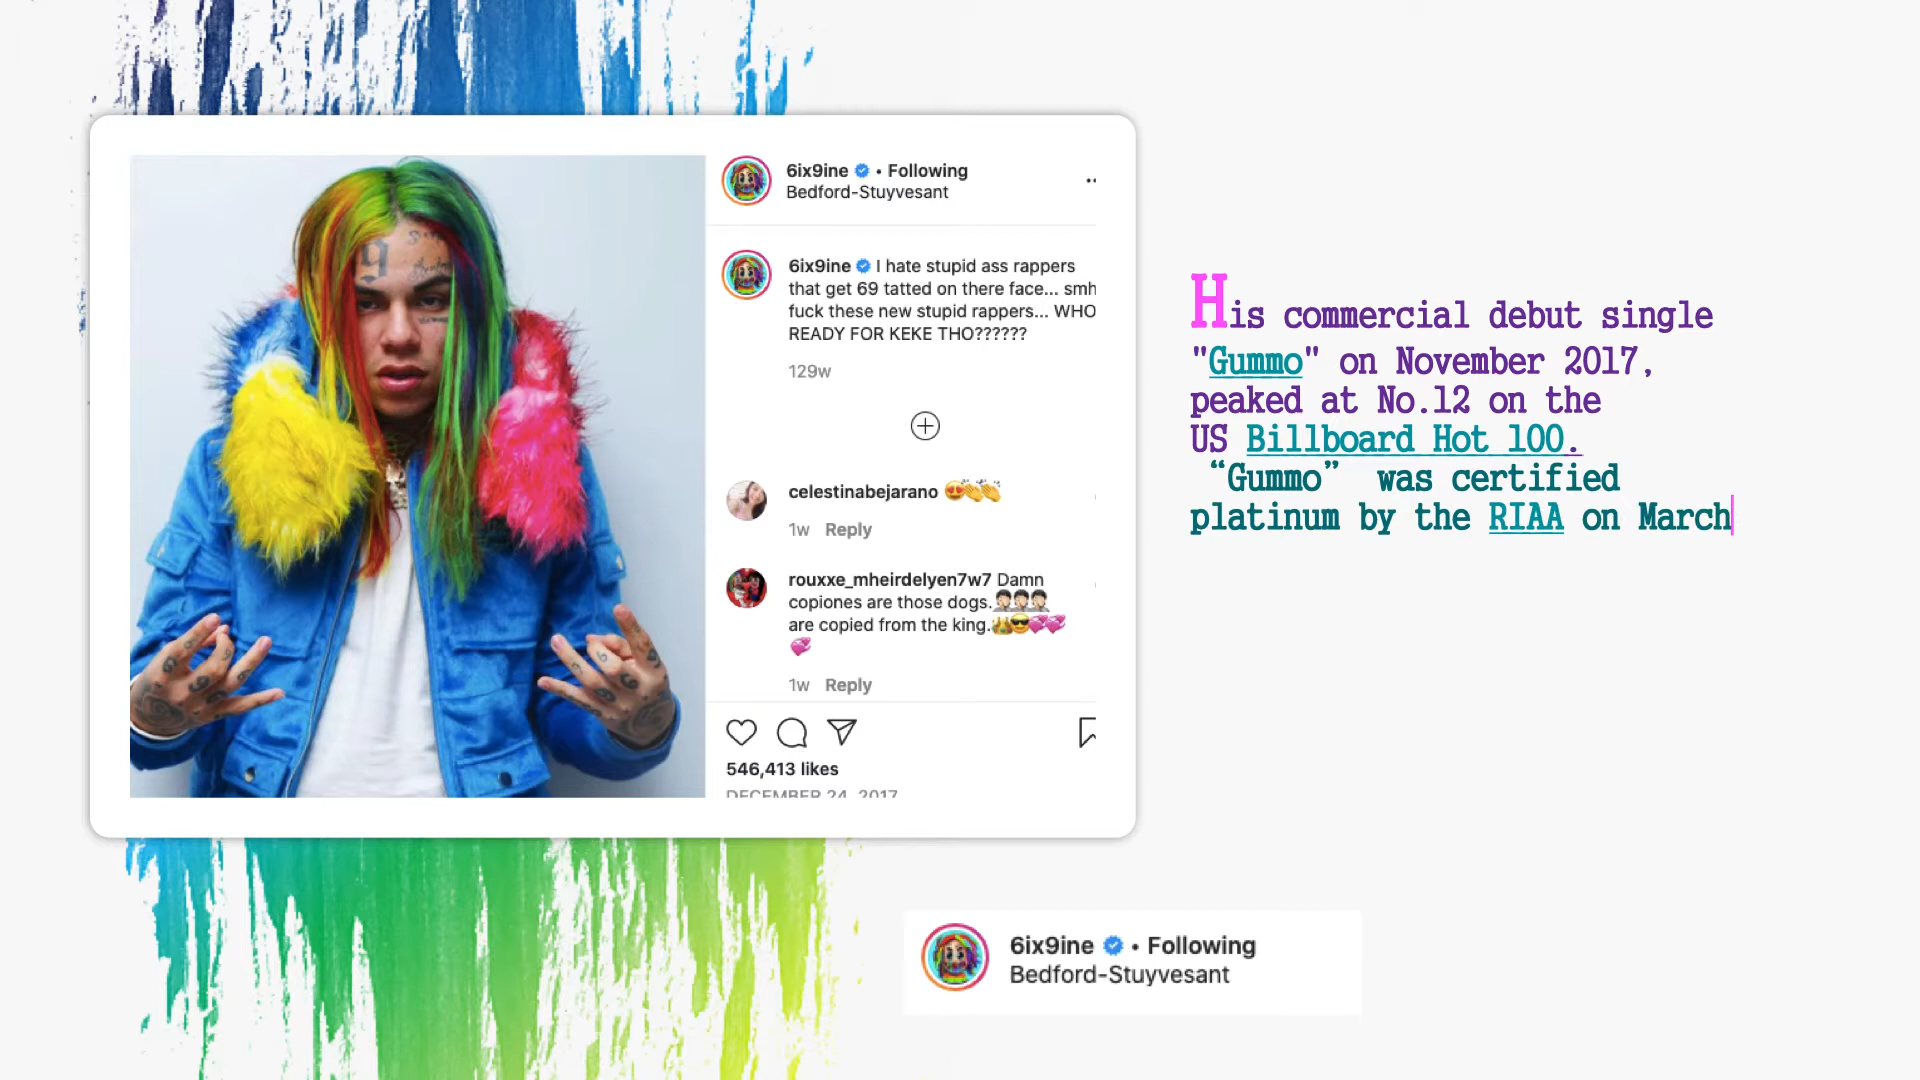 6ix9ine • Following
Bedford-Stuyvesant
6ix9ine I hate stupid ass rappers
that get 69 tatted on there face... smh
fuck these new stupid rappers... WHO
READY FOR KEKE THO??????
129w
celestinabejarano 😍👏👏
1w Reply
rouxxe_mheirdelyen7w7 Damn
copiones are those dogs.
are copied from the king.
1w Reply
546,413 likes
DECEMBER 24, 2017
His commercial debut single
"Gummo" on November 2017,
peaked at No.12 on the
US Billboard Hot 100.
“Gummo” was certified
platinum by the RIAA on March
6ix9ine • Following
Bedford-Stuyvesant